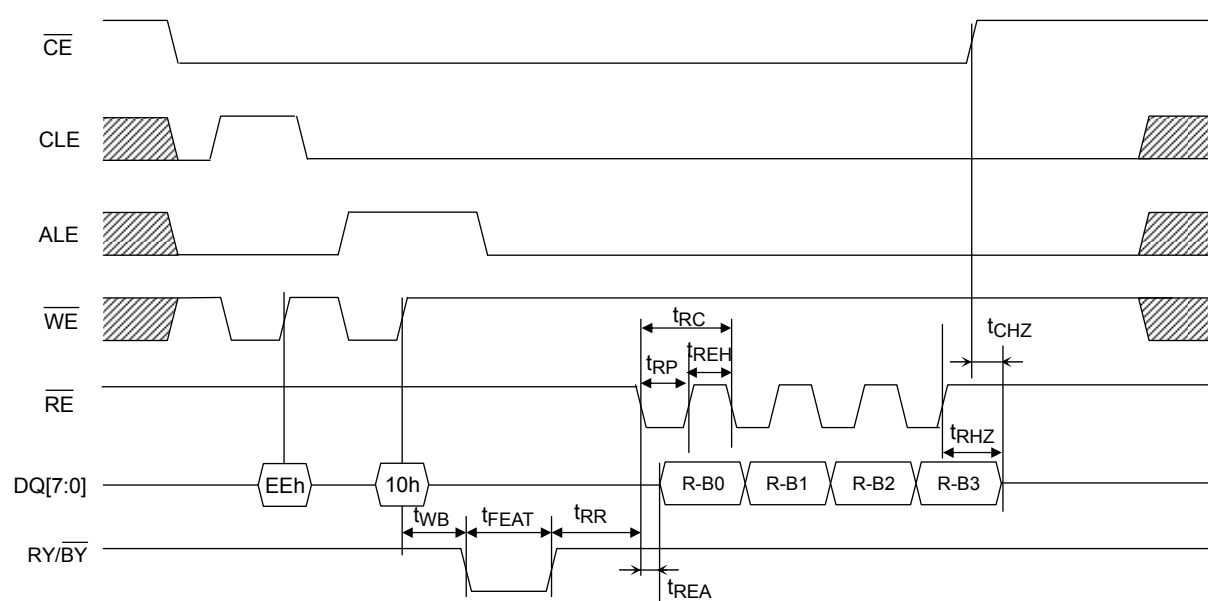 CE
CLE
ALE
WE
tRC
tCHZ
tRP
tREH
RE
tRHZ
DQ[7:0]
EEh
10h
R-B0
R-B1
R-B2
R-B3
tWB
tFEAT
tRR
RY/BY
tREA